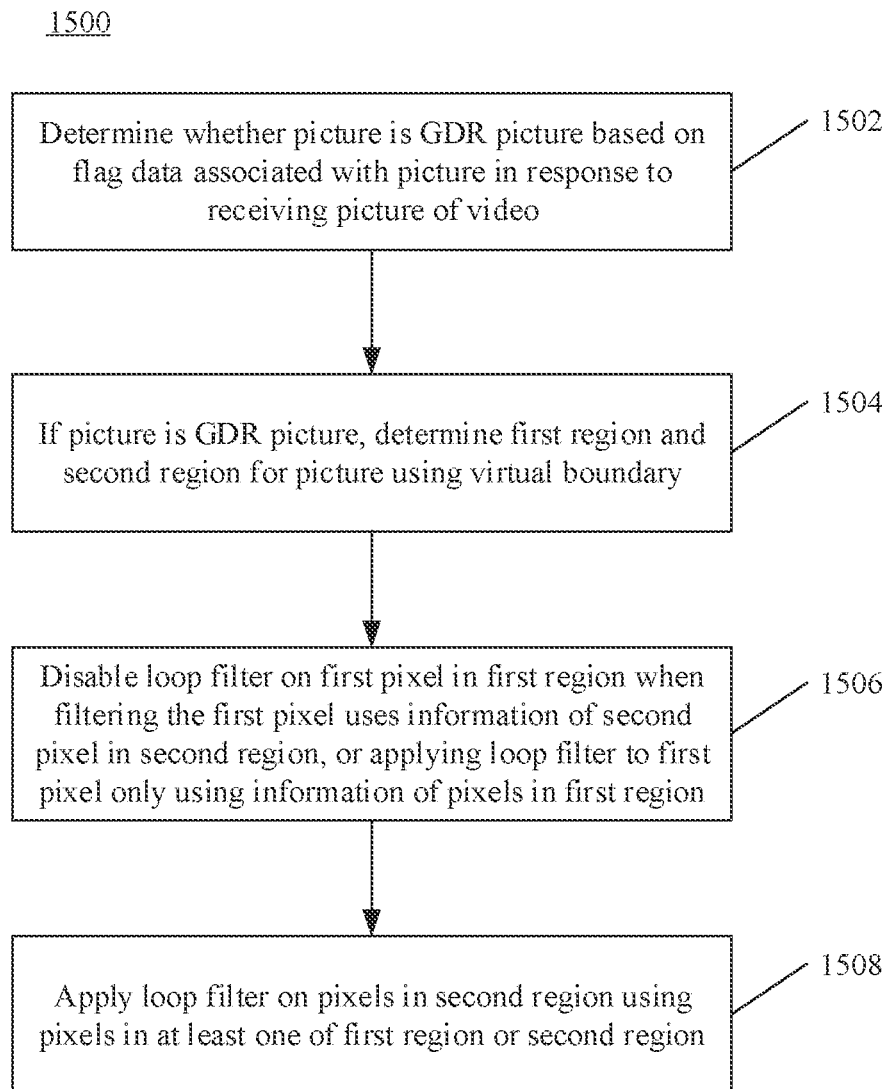 1500
Determine whether picture is GDR picture based on
flag data associated with picture in response to
receiving picture of video
1502
If picture is GDR picture, determine first region and
second region for picture using virtual boundary
1504
Disable loop filter on first pixel in first region when
filtering the first pixel uses information of second
pixel in second region, or applying loop filter to first
pixel only using information of pixels in first region
1506
Apply loop filter on pixels in second region using
pixels in at least one of first region or second region
1508